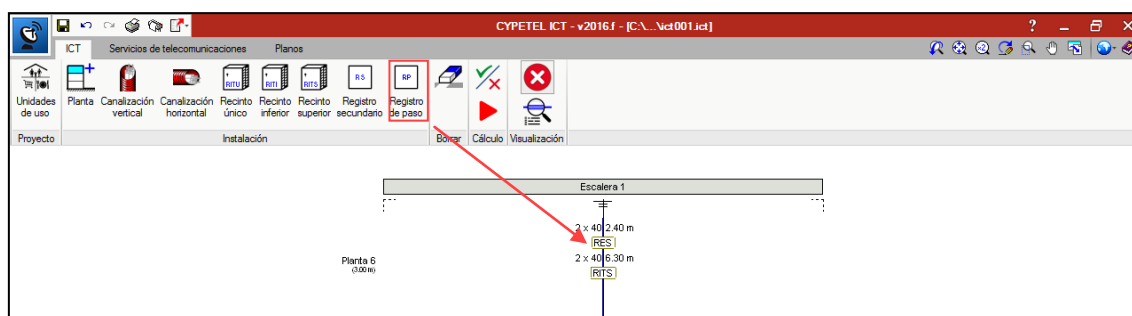 CYPETEL ICT - v2016.f - [C:\...\ict001.ict]
ICT Servicios de telecomunicaciones Planos
RITU RITI RITS RS RP
Unidades de uso
Planta
Canalización vertical
Canalización horizontal
Recinto único
Recinto inferior
Recinto superior
Registro secundario
Registro de paso
Proyecto Instalación Borrar Cálculo Visualización
Escalera 1
2 x 40 2.40 m
RES
Planta 6
(3.00 m)
2 x 40 6.30 m
RITS